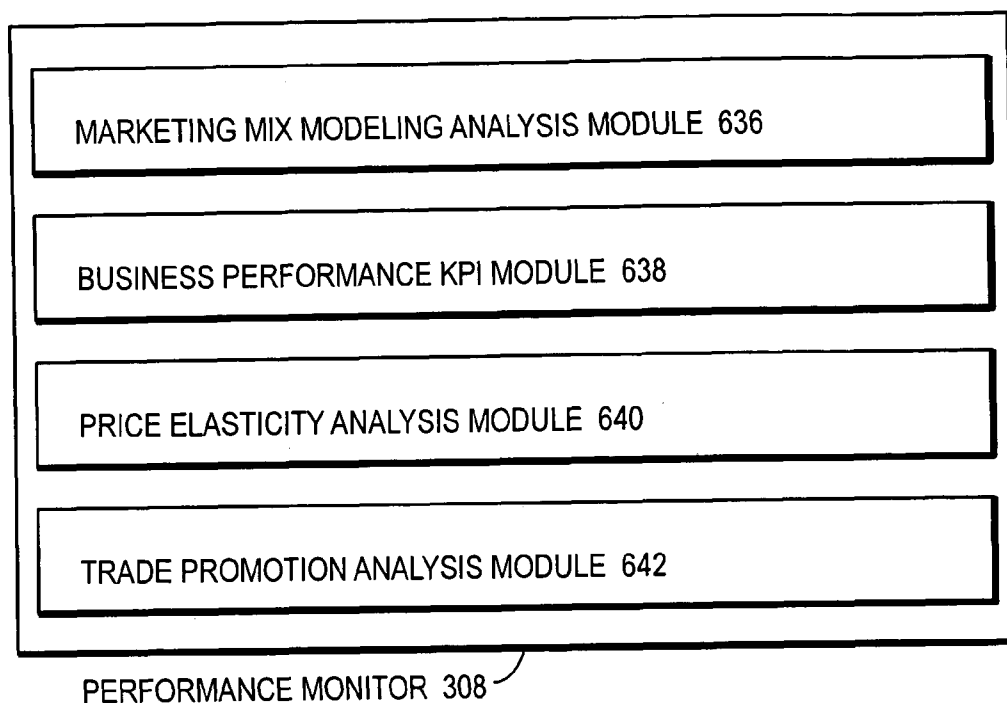 MARKETING MIX MODELING ANALYSIS MODULE 636
BUSINESS PERFORMANCE KPI MODULE 638
PRICE ELASTICITY ANALYSIS MODULE 640
TRADE PROMOTION ANALYSIS MODULE 642
PERFORMANCE MONITOR 308